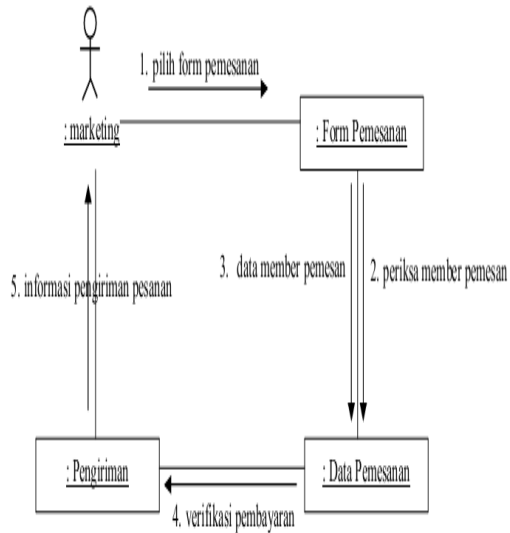 1. pilih form pemesanan
: marketing
: Form Pemesanan
3. data member pemesan
2. periksa member pemesan
5. informasi pengiriman pesanan
: Pengiriman
: Data Pemesanan
4. verifikasi pembayaran